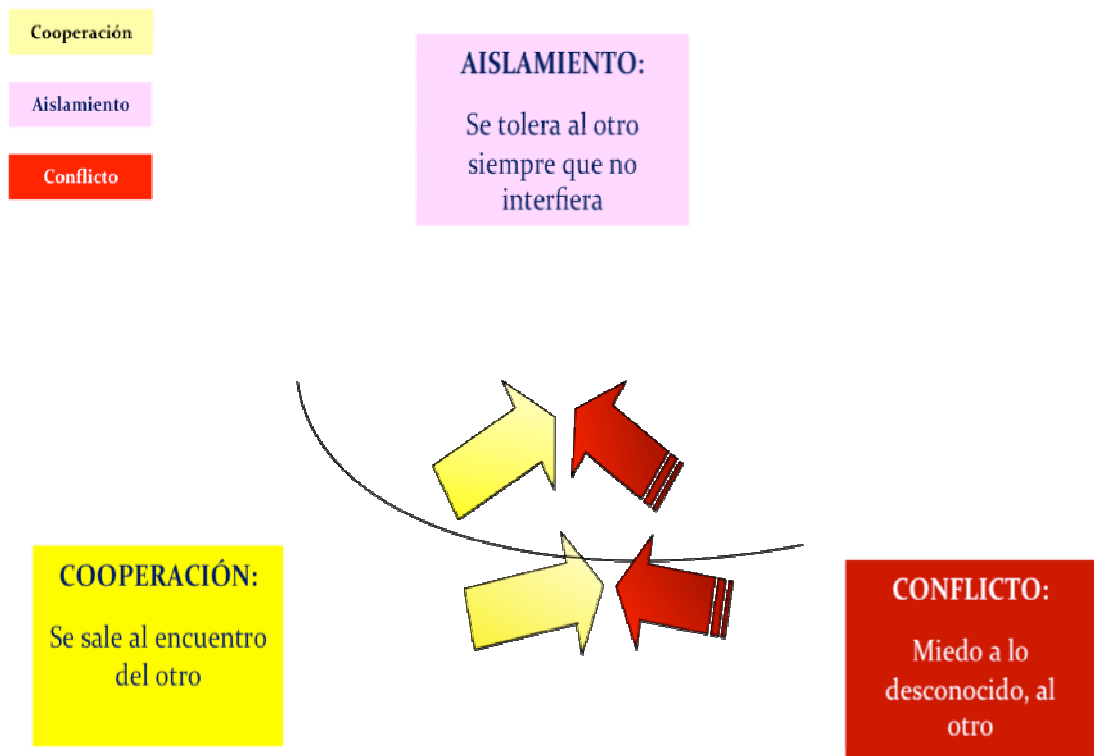 Cooperación
Aislamiento
Conflicto
AISLAMIENTO:
Se tolera al otro
siempre que no
interfiera
COOPERACIÓN:
Se sale al encuentro
del otro
CONFLICTO:
Miedo a lo
desconocido, al
otro